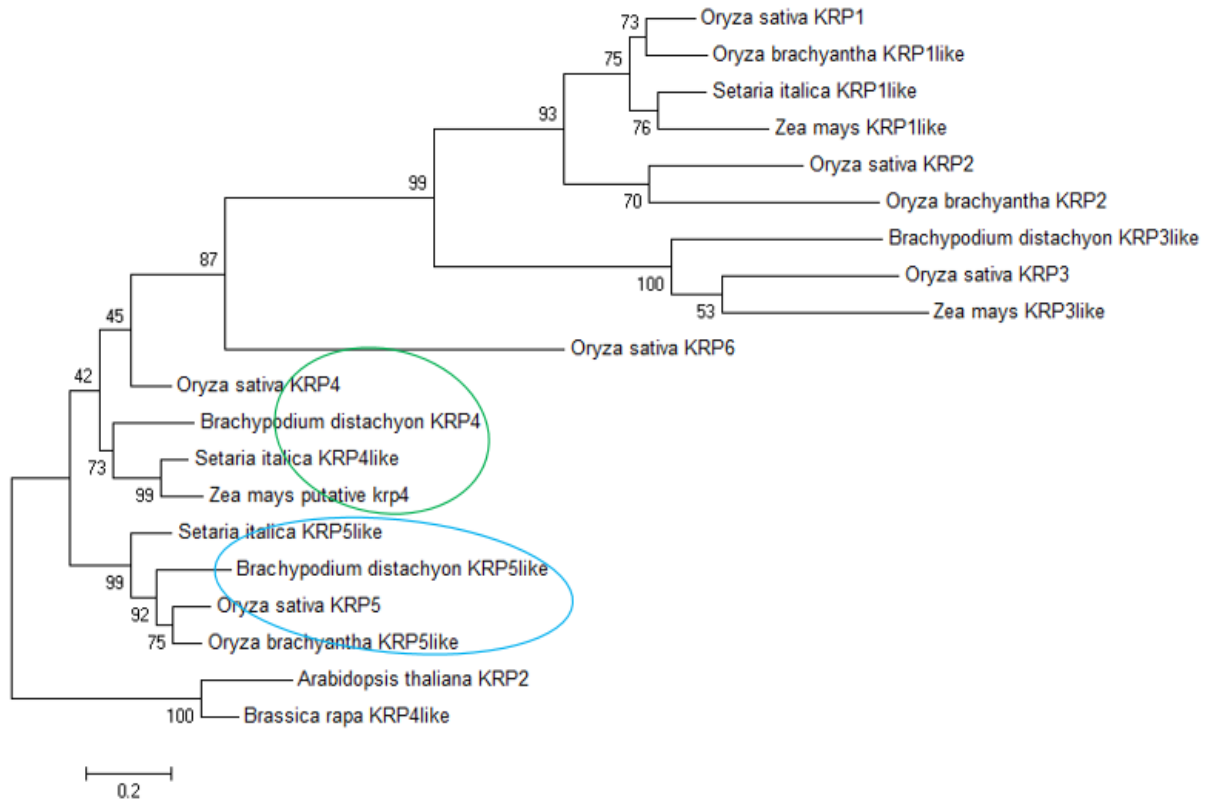 73
Oryza sativa KRP1
75
Oryza brachyantha KRP1like
Setaria italica KRP1like
93
76
Zea mays KRP1like
Oryza sativa KRP2
99
70
Oryza brachyantha KRP2
Brachypodium distachyon KRP3like
87
100
Oryza sativa KRP3
53
Zea mays KRP3like
45
Oryza sativa KRP6
42
Oryza sativa KRP4
Brachypodium distachyon KRP4
73
Setaria italica KRP4like
99
Zea mays putative krp4
Setaria italica KRP5like
99
Brachypodium distachyon KRP5like
92
Oryza sativa KRP5
75
Oryza brachyantha KRP5like
Arabidopsis thaliana KRP2
100
Brassica rapa KRP4like
0.2